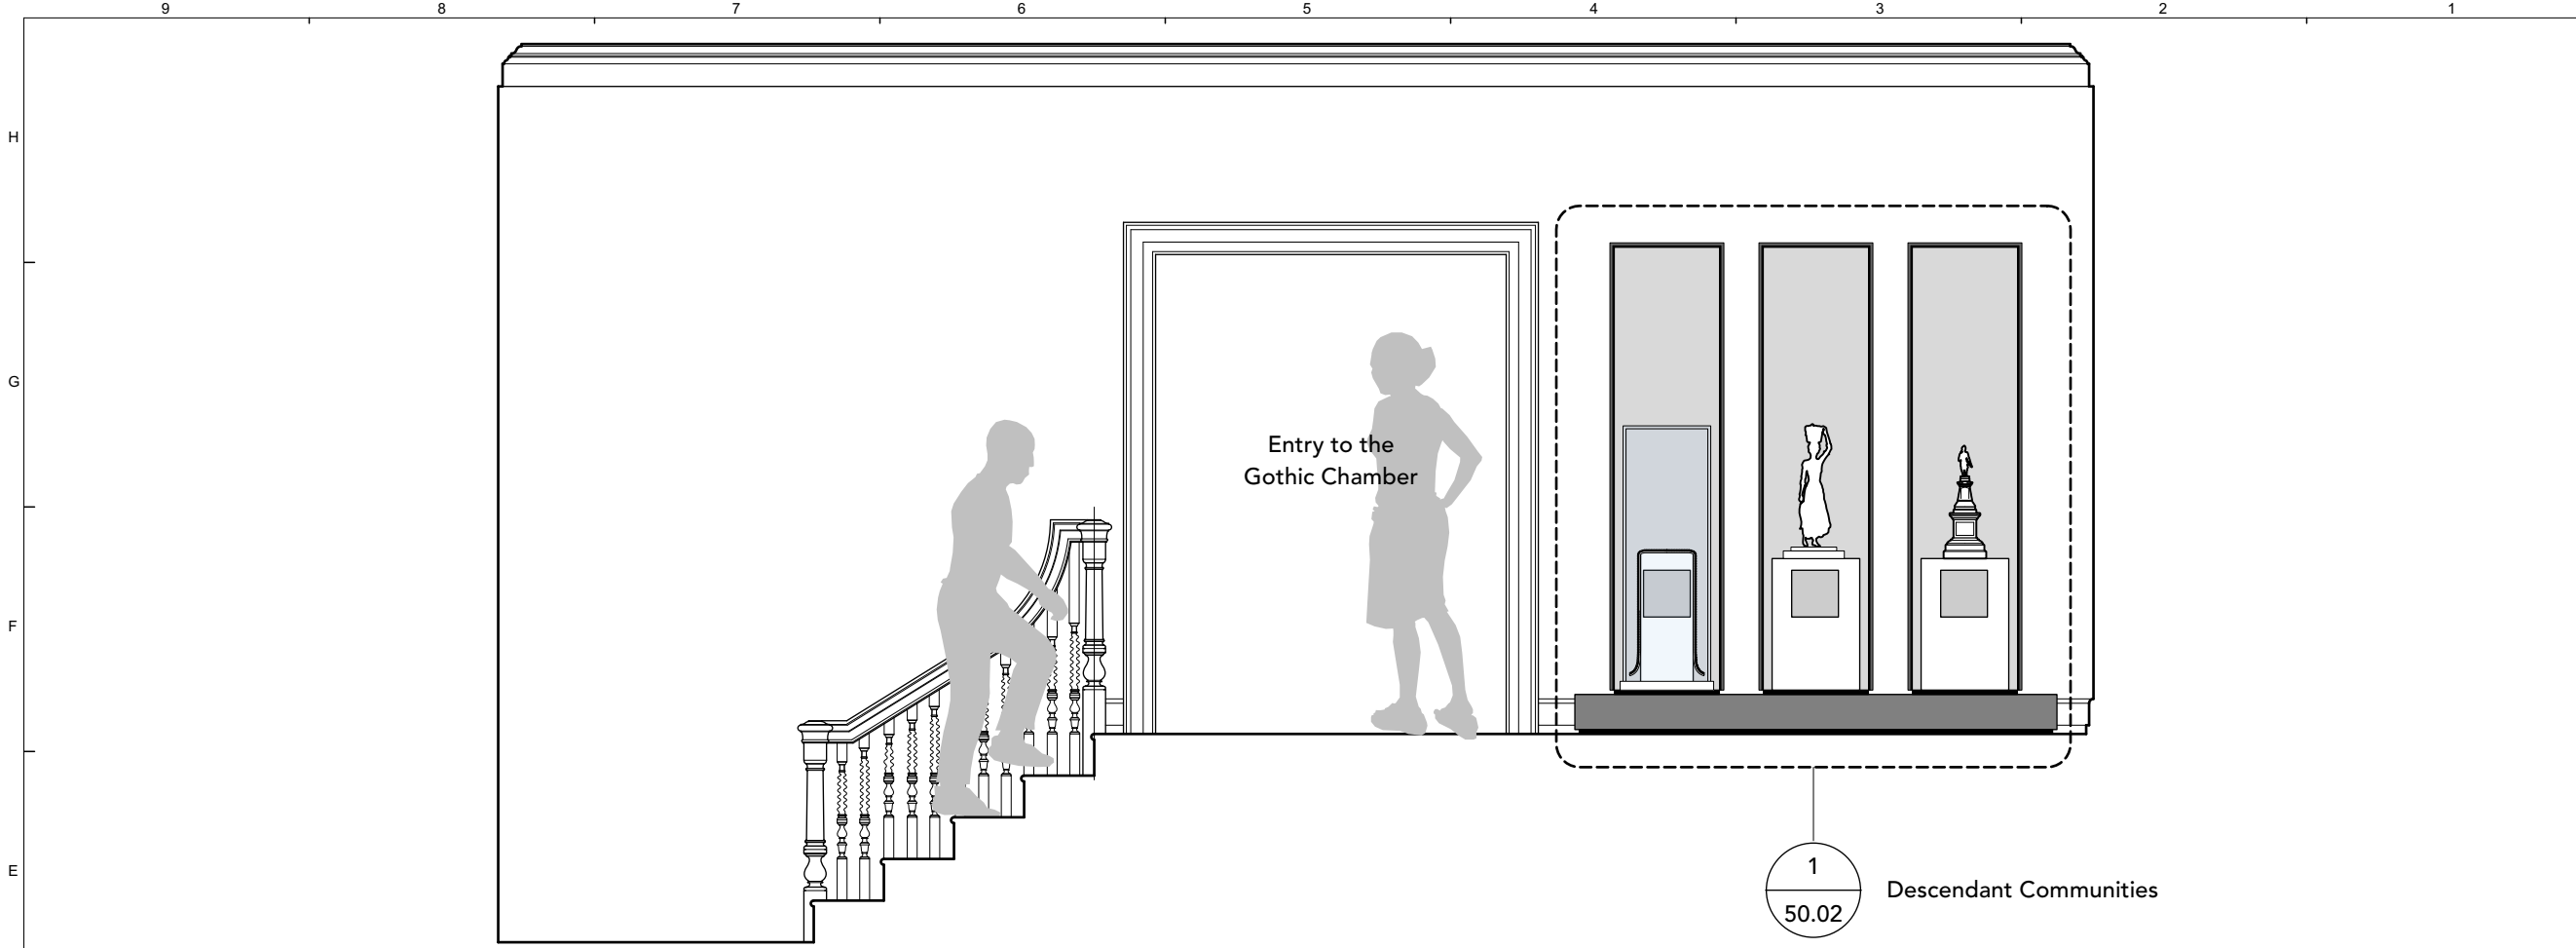 9 8 7 6 5 4 3 2 1
H
G
Entry to the
Gothic Chamber
F
E
1
50.02
Descendant Communities